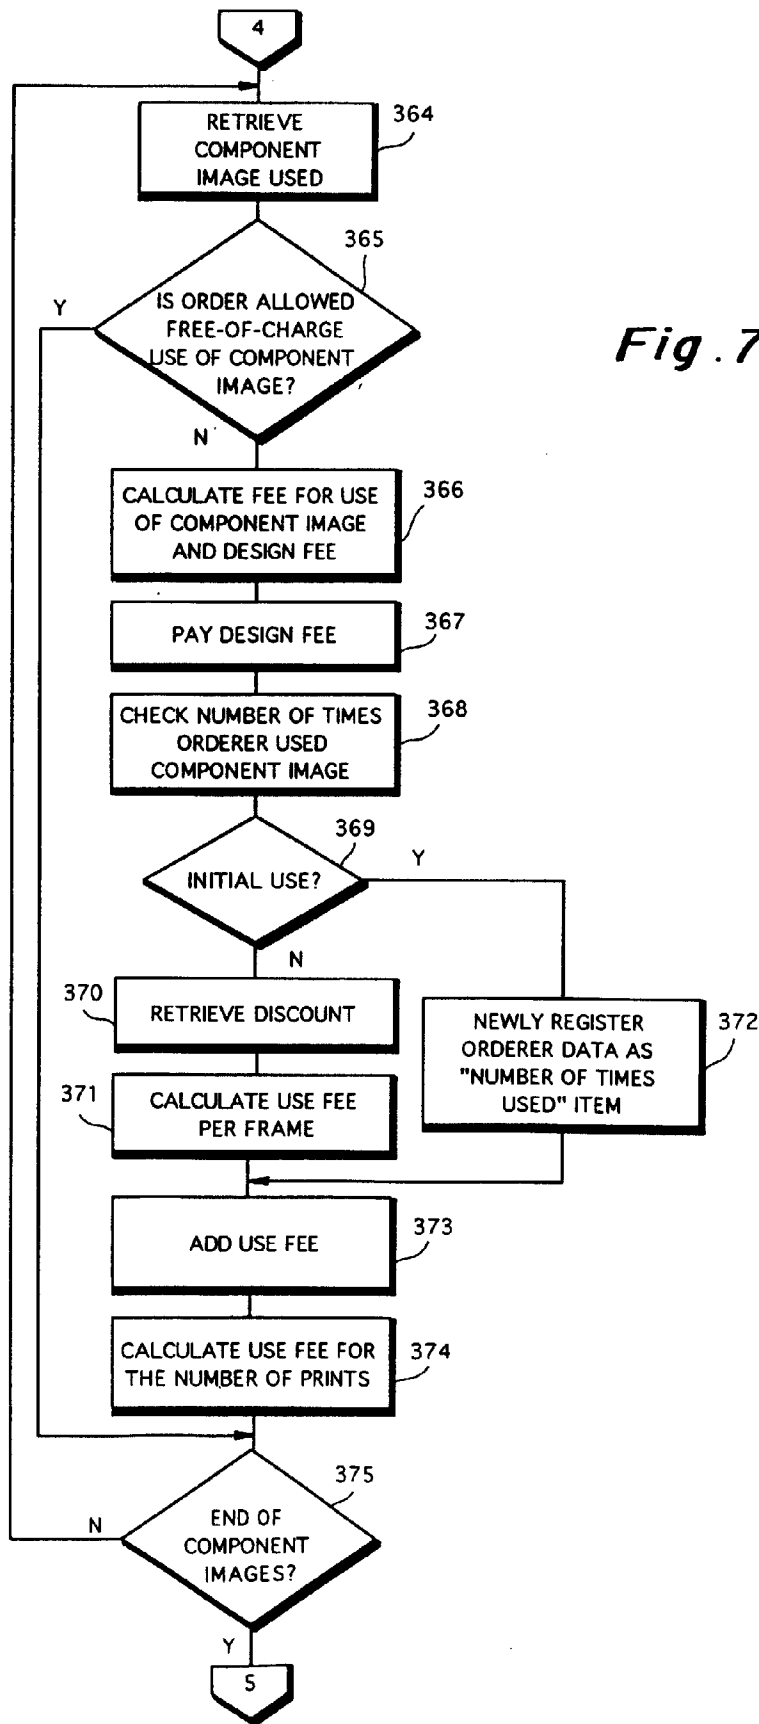 4
RETRIEVE
COMPONENT
IMAGE USED
364
365
Y
IS ORDER ALLOWED
FREE-OF-CHARGE
USE OF COMPONENT
IMAGE?
Fig. 7
N
CALCULATE FEE FOR USE
OF COMPONENT IMAGE
AND DESIGN FEE
366
PAY DESIGN FEE
367
CHECK NUMBER OF TIMES
ORDERER USED
COMPONENT IMAGE
368
369
INITIAL USE?
Y
N
370
RETRIEVE DISCOUNT
NEWLY REGISTER
ORDERER DATA AS
"NUMBER OF TIMES
USED" ITEM
372
371
CALCULATE USE FEE
PER FRAME
ADD USE FEE
373
CALCULATE USE FEE FOR
THE NUMBER OF PRINTS
374
375
N
END OF
COMPONENT
IMAGES?
Y
5